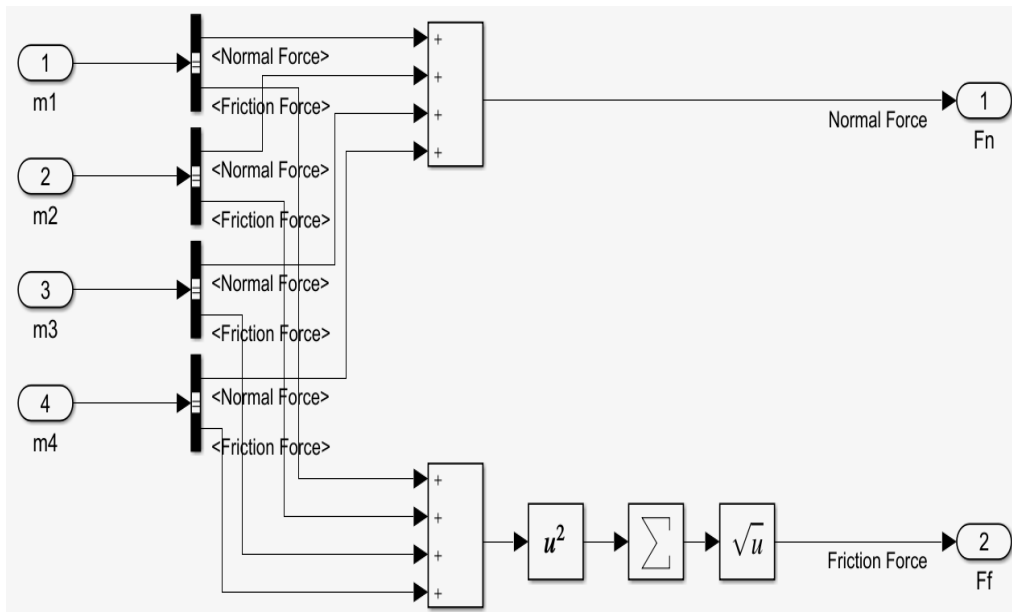 1
m1
<Normal Force>
<Friction Force>
2
m2
<Normal Force>
<Friction Force>
3
m3
<Normal Force>
<Friction Force>
4
m4
<Normal Force>
<Friction Force>
+
+
+
+
Normal Force
1
Fn
+
+
+
+
u²
∑
√u
Friction Force
2
Ff